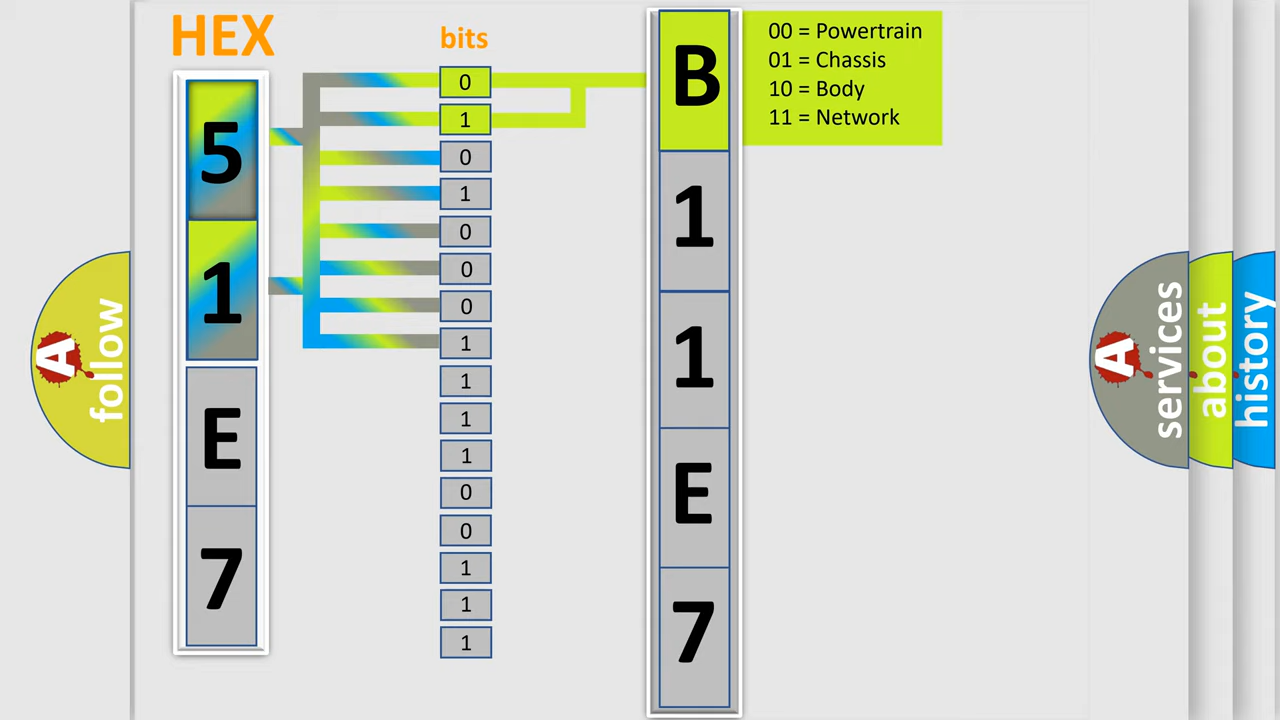 HEX
bits
00 = Powertrain
01 = Chassis
10 = Body
11 = Network
5
1
E
7
0
1
0
1
0
0
0
1
1
1
1
0
0
1
1
1
B
1
1
E
7
A
follow
A
services
about
history